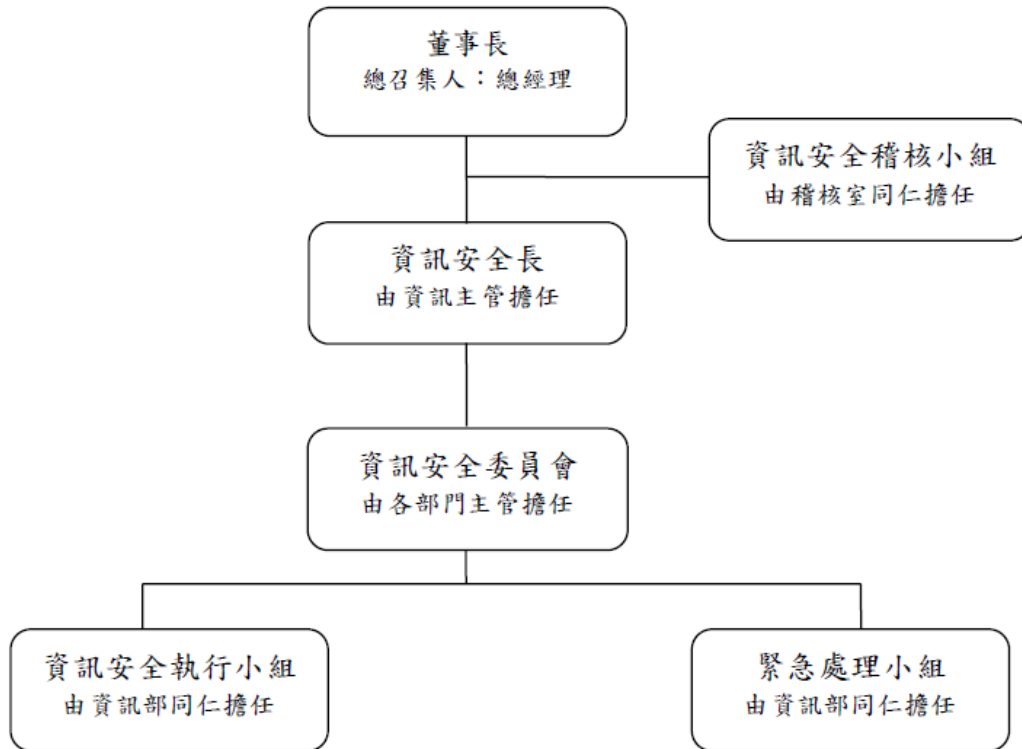 董事長
總召集人：總經理
資訊安全稽核小組
由稽核室同仁擔任
資訊安全長
由資訊主管擔任
資訊安全委員會
由各部門主管擔任
資訊安全執行小組
由資訊部同仁擔任
緊急處理小組
由資訊部同仁擔任